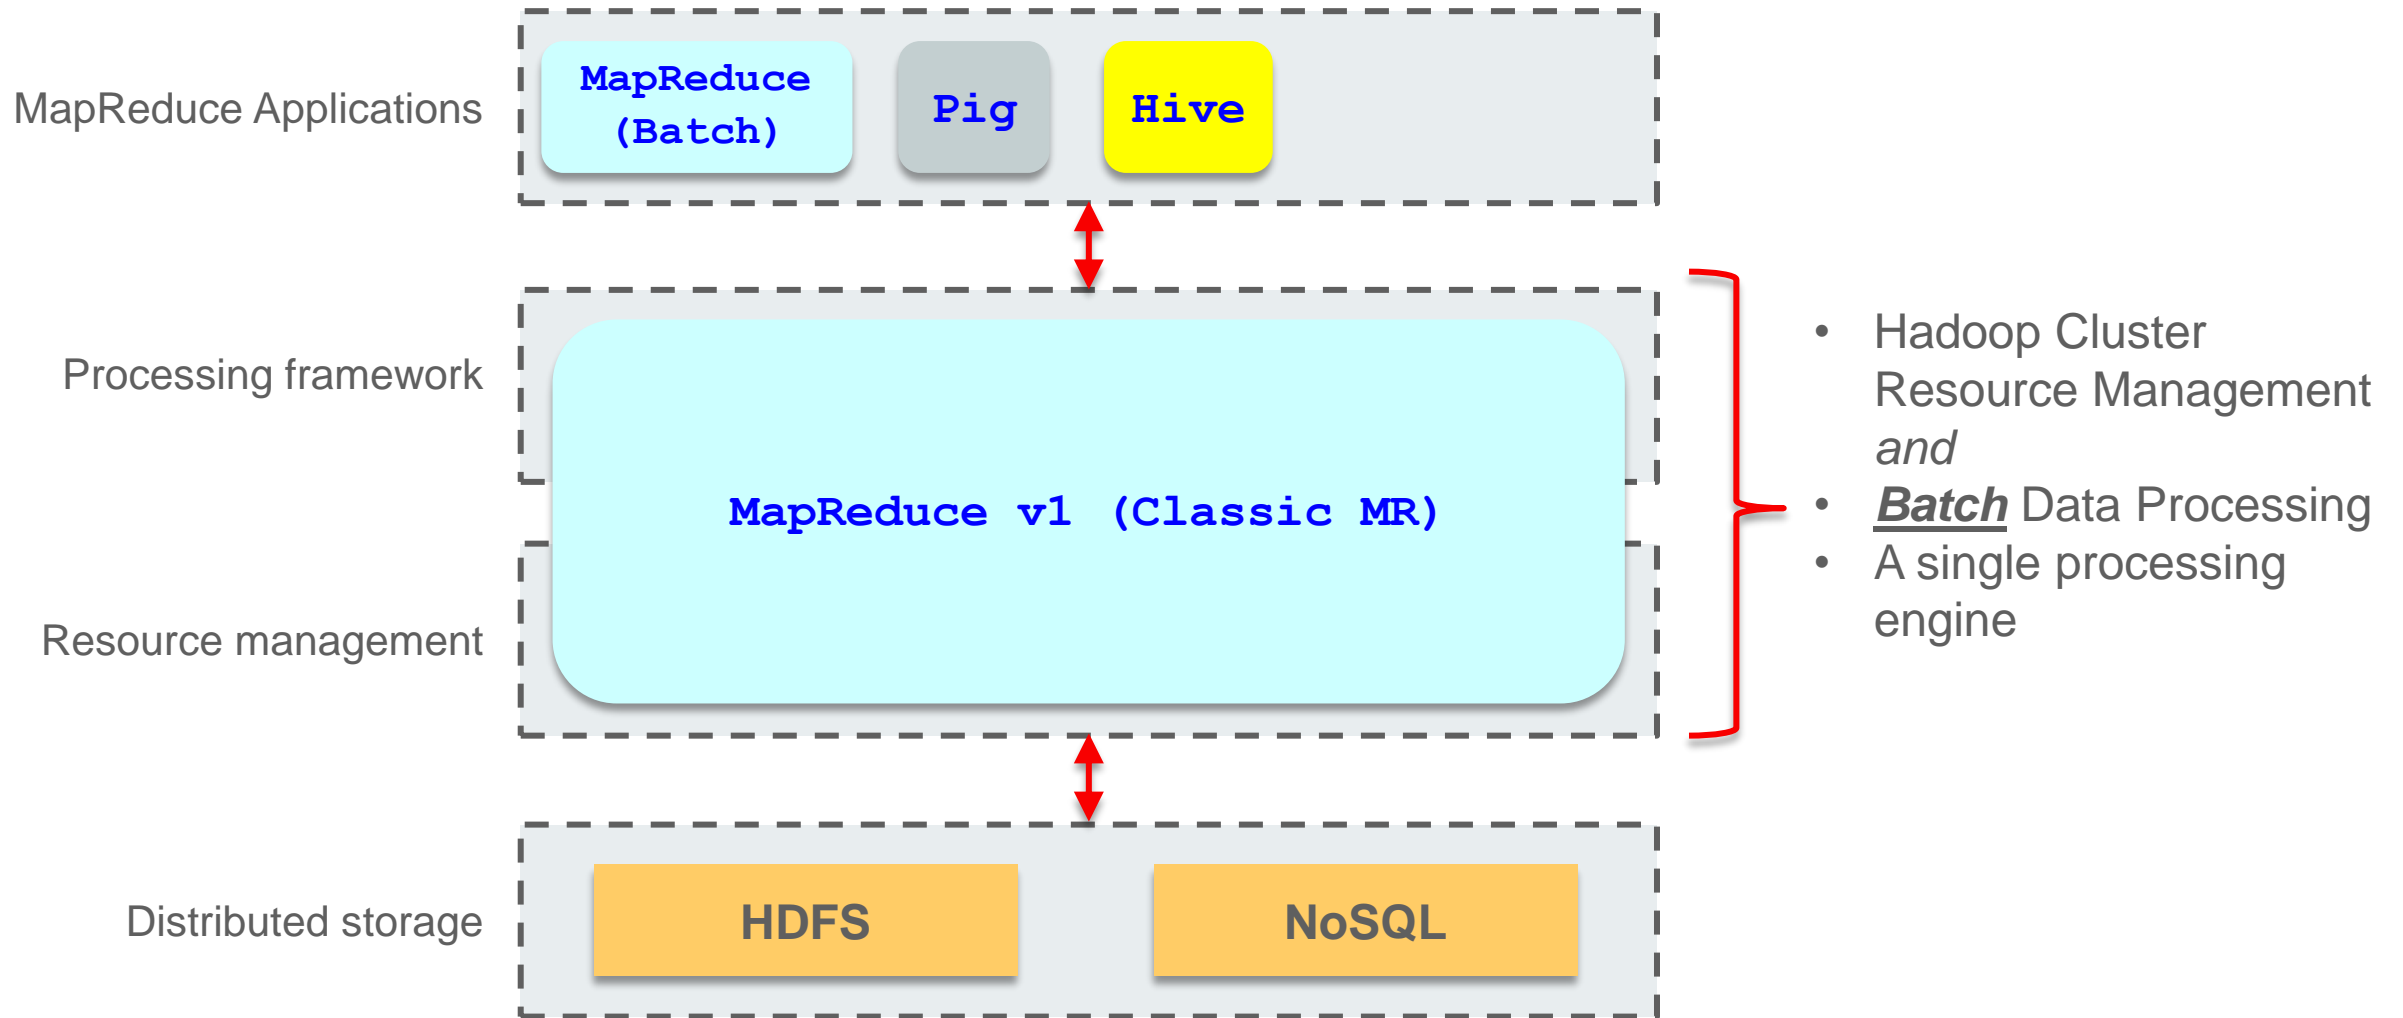 MapReduce Applications
MapReduce
(Batch)
Pig
Hive
Processing framework
MapReduce v1 (Classic MR)
Resource management
• Hadoop Cluster
Resource Management
and
• Batch Data Processing
• A single processing
engine
Distributed storage
HDFS
NoSQL